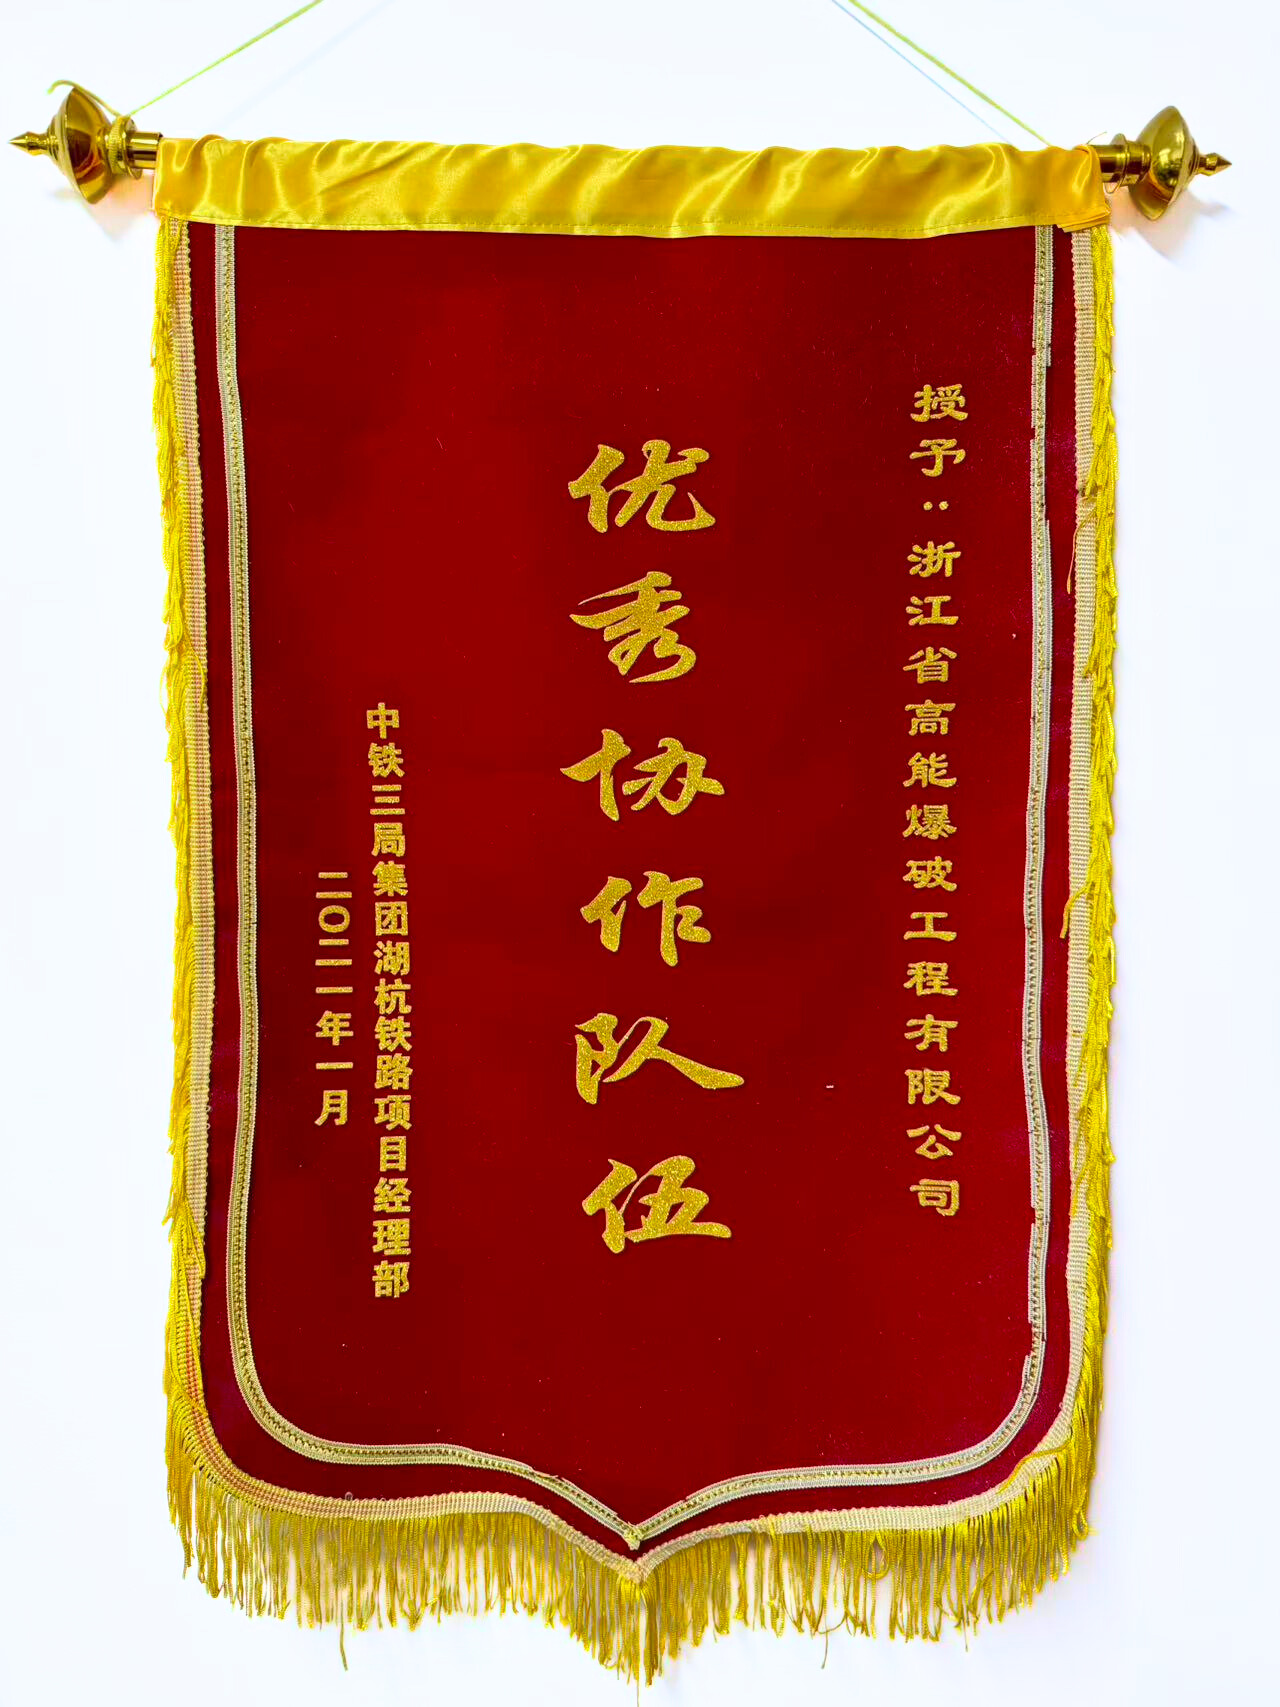 授予：浙江省高能爆破工程有限公司
优秀协作队伍
中铁三局集团湖杭铁路项目经理部
二〇二一年一月